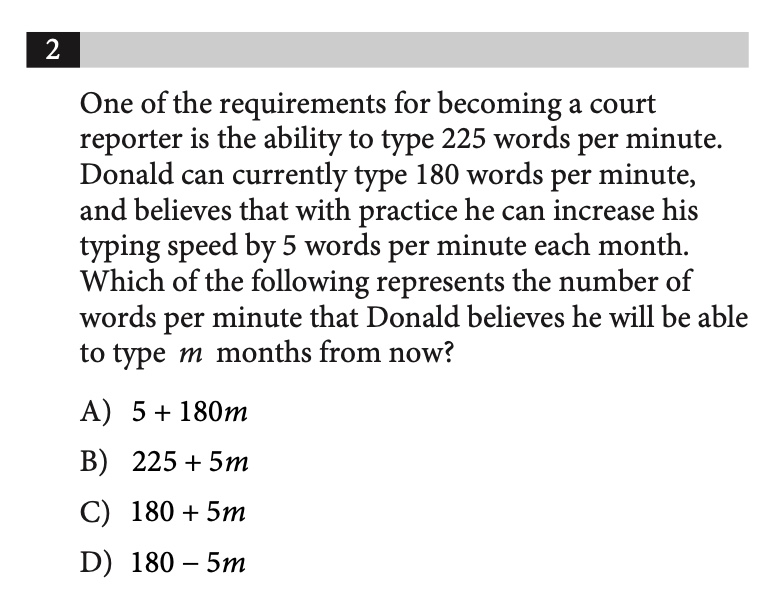 2
One of the requirements for becoming a court
reporter is the ability to type 225 words per minute.
Donald can currently type 180 words per minute,
and believes that with practice he can increase his
typing speed by 5 words per minute each month.
Which of the following represents the number of
words per minute that Donald believes he will be able
to type m months from now?
A) 5 + 180m
B) 225 + 5m
C) 180 + 5m
D) 180 − 5m